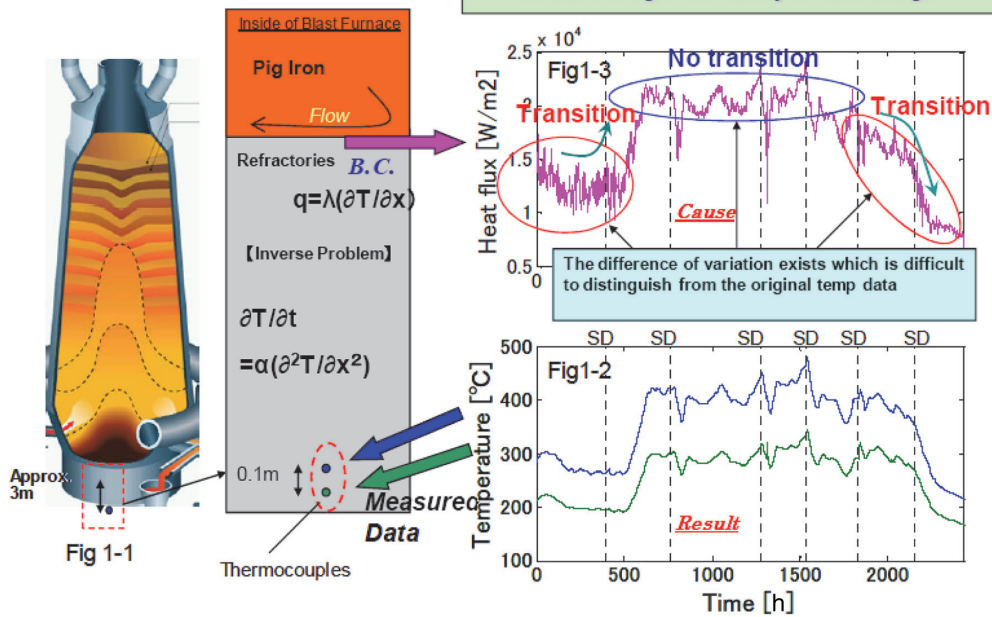 Inside of Blast Furnace
Pig Iron
Flow
Refractories
B.C.
q=λ(∂T/∂x)
【Inverse Problem】
∂T/∂t
=α(∂²T/∂x²)
0.1m
Measured
Data
Thermocouples
Approx.
3m
Fig 1-1
x 10⁴
Fig1-3
No transition
Transition
Transition
Cause
Heat flux [W/m2]
2.5
2.0
1.5
1.0
0.5
0
The difference of variation exists which is difficult
to distinguish from the original temp data
SD SD SD SD SD SD
Fig1-2
Temperature [°C]
500
400
300
200
100
Result
0 500 1000 1500 2000
Time [h]